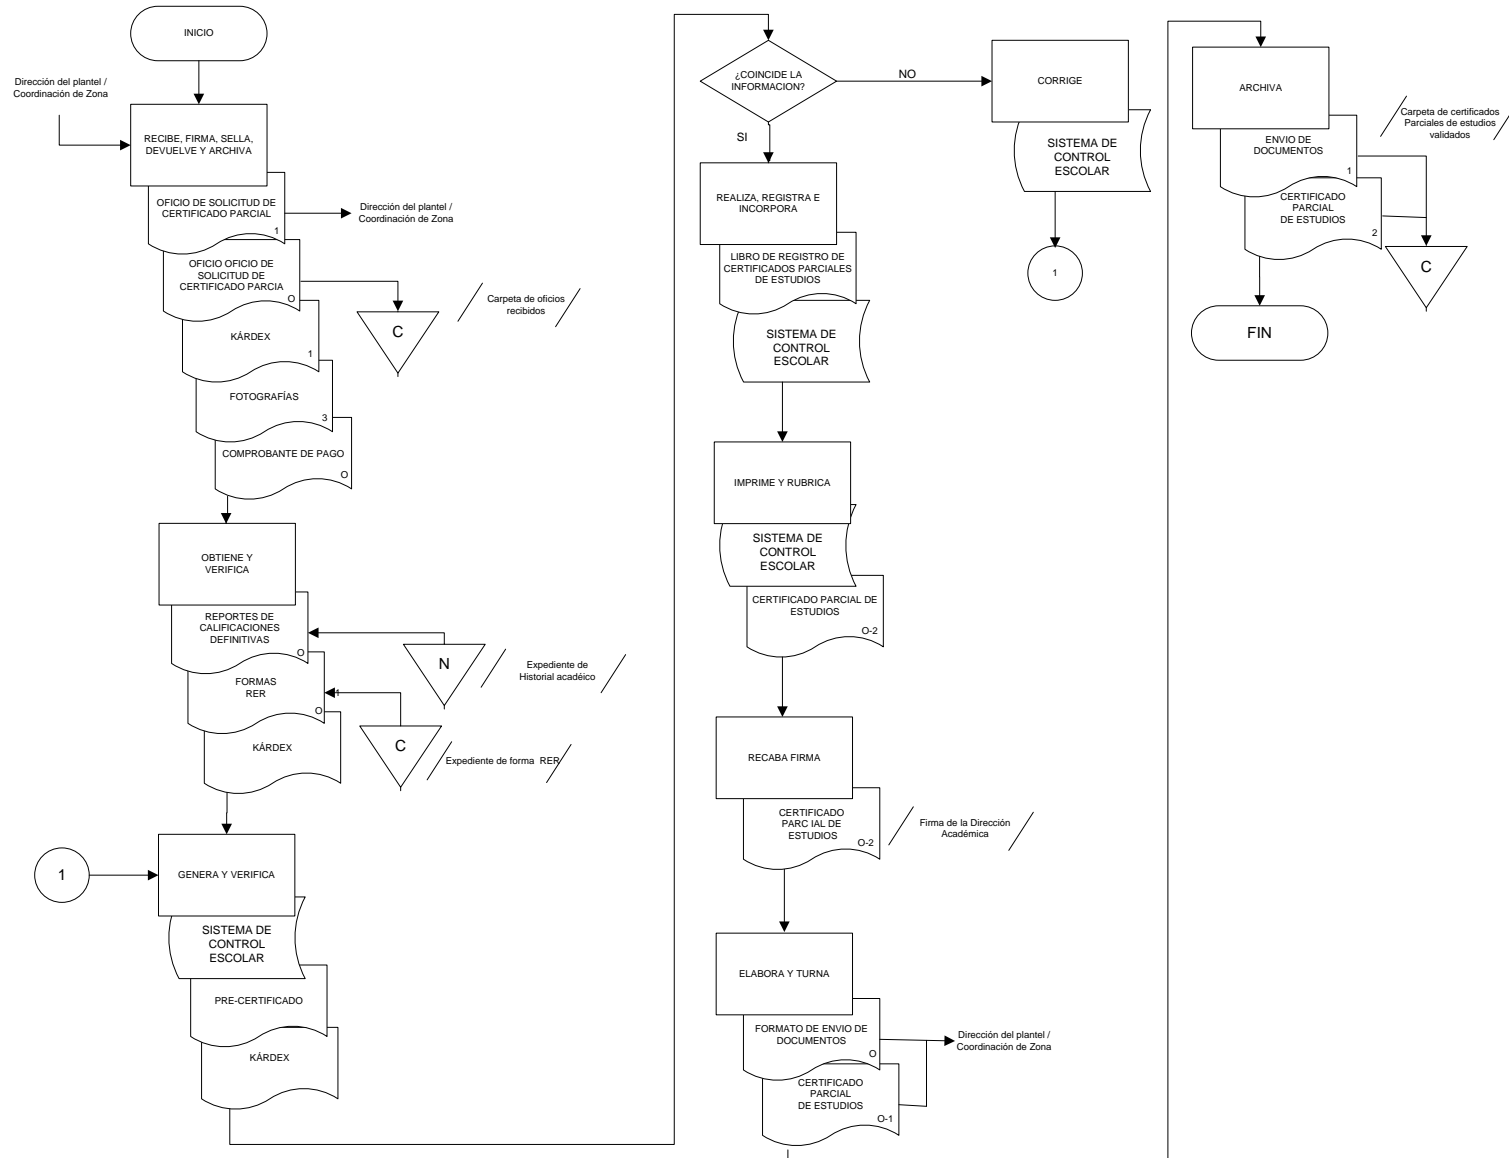 INICIO
Dirección del plantel /
Coordinación de Zona
RECIBE, FIRMA, SELLA,
DEVUELVE Y ARCHIVA
OFICIO DE SOLICITUD DE
CERTIFICADO PARCIAL
1
Dirección del plantel /
Coordinación de Zona
OFICIO OFICIO DE
SOLICITUD DE
CERTIFICADO PARCIA
O
C
Carpeta de oficios
recibidos
KÁRDEX
1
FOTOGRAFÍAS
3
COMPROBANTE DE PAGO
O
OBTIENE Y
VERIFICA
REPORTES DE
CALIFICACIONES
DEFINITIVAS
O
N
Expediente de
Historial acadéico
FORMAS
RER
1
O
C
Expediente de forma RER
KÁRDEX
1
GENERA Y VERIFICA
SISTEMA DE
CONTROL
ESCOLAR
PRE-CERTIFICADO
KÁRDEX
¿COINCIDE LA
INFORMACION?
NO
SI
CORRIGE
SISTEMA DE
CONTROL
ESCOLAR
1
REALIZA, REGISTRA E
INCORPORA
LIBRO DE REGISTRO DE
CERTIFICADOS PARCIALES
DE ESTUDIOS
SISTEMA DE
CONTROL
ESCOLAR
IMPRIME Y RUBRICA
SISTEMA DE
CONTROL
ESCOLAR
CERTIFICADO PARCIAL DE
ESTUDIOS
O-2
RECABA FIRMA
CERTIFICADO
PARC IAL DE
ESTUDIOS
O-2
Firma de la Dirección
Académica
ELABORA Y TURNA
FORMATO DE ENVIO DE
DOCUMENTOS
O
Dirección del plantel /
Coordinación de Zona
CERTIFICADO
PARCIAL
DE ESTUDIOS
O-1
ARCHIVA
Carpeta de certificados
Parciales de estudios
validados
ENVIO DE
DOCUMENTOS
1
CERTIFICADO
PARCIAL
DE ESTUDIOS
2
C
FIN